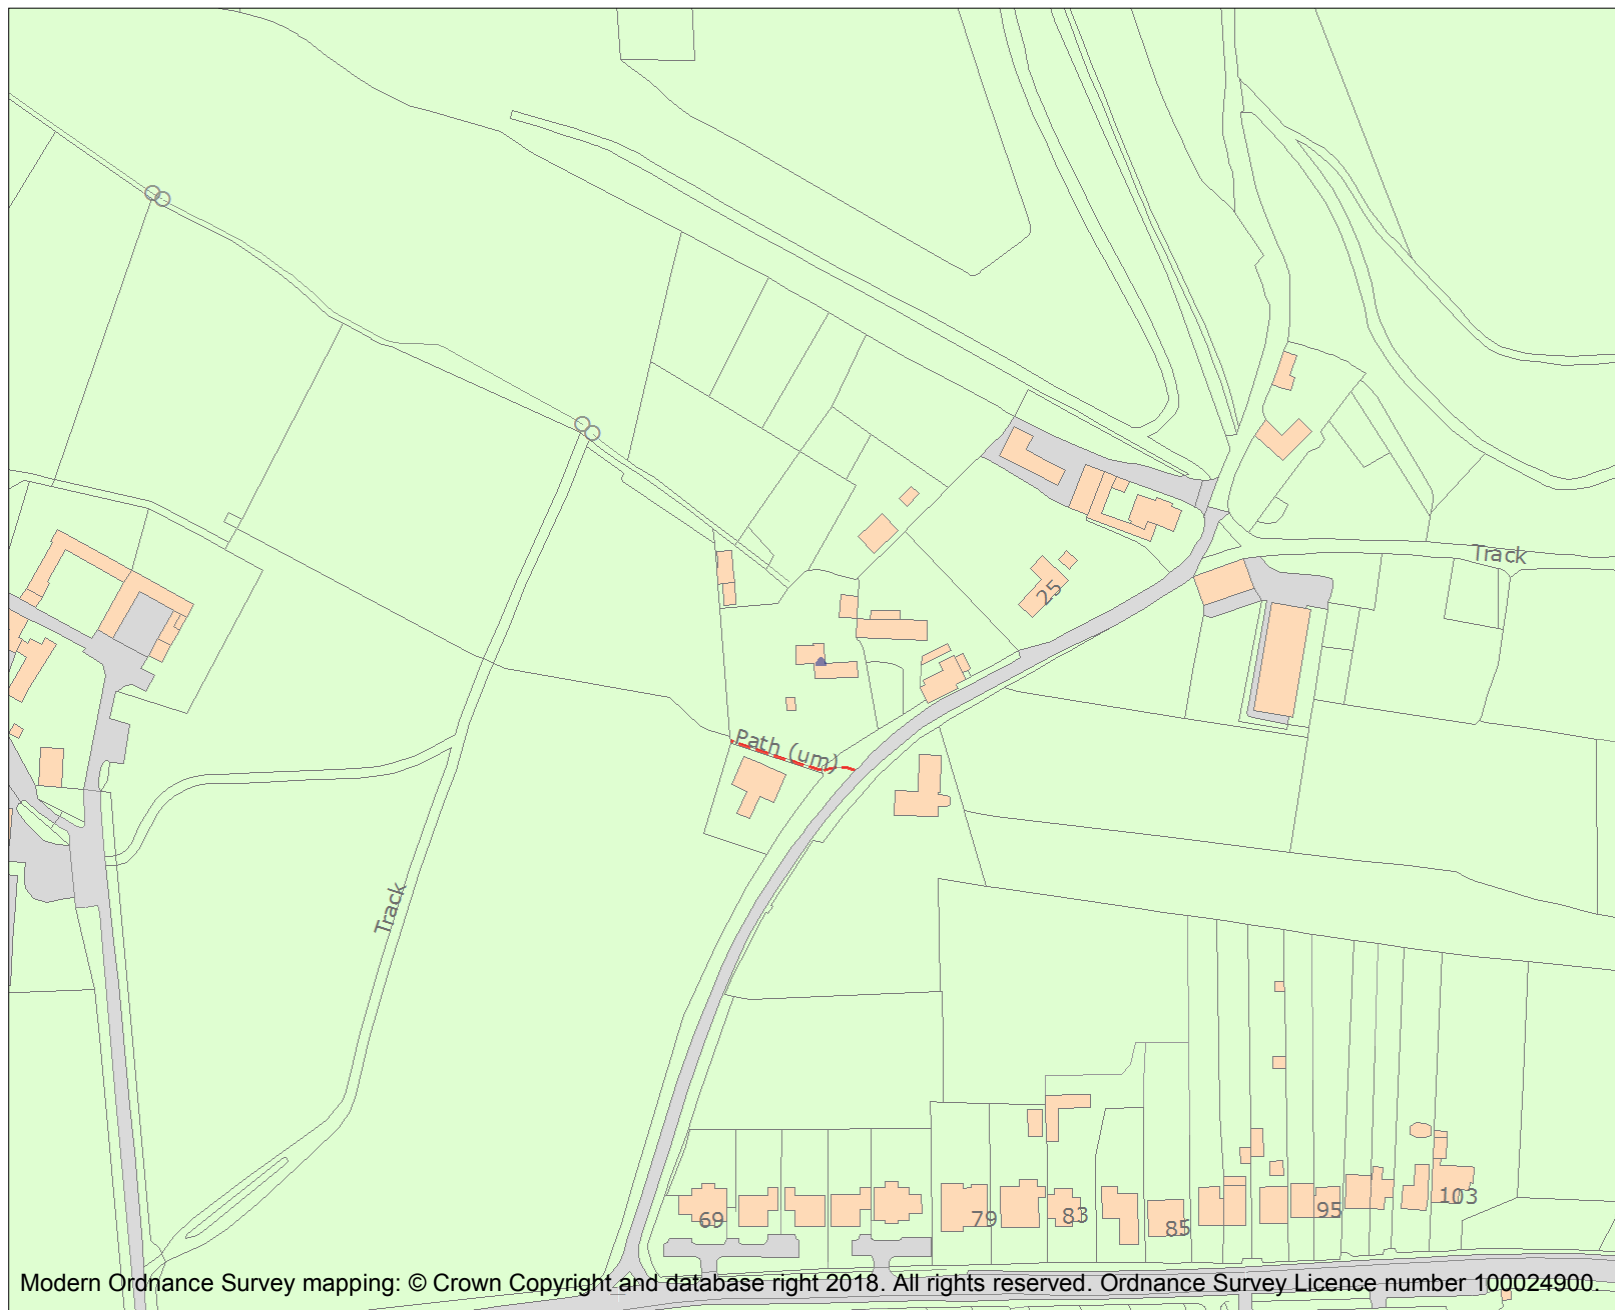 Track
25
Path (um)
Track
69
79
83
85
95
103
Modern Ordnance Survey mapping: © Crown Copyright and database right 2018. All rights reserved. Ordnance Survey Licence number 100024900.